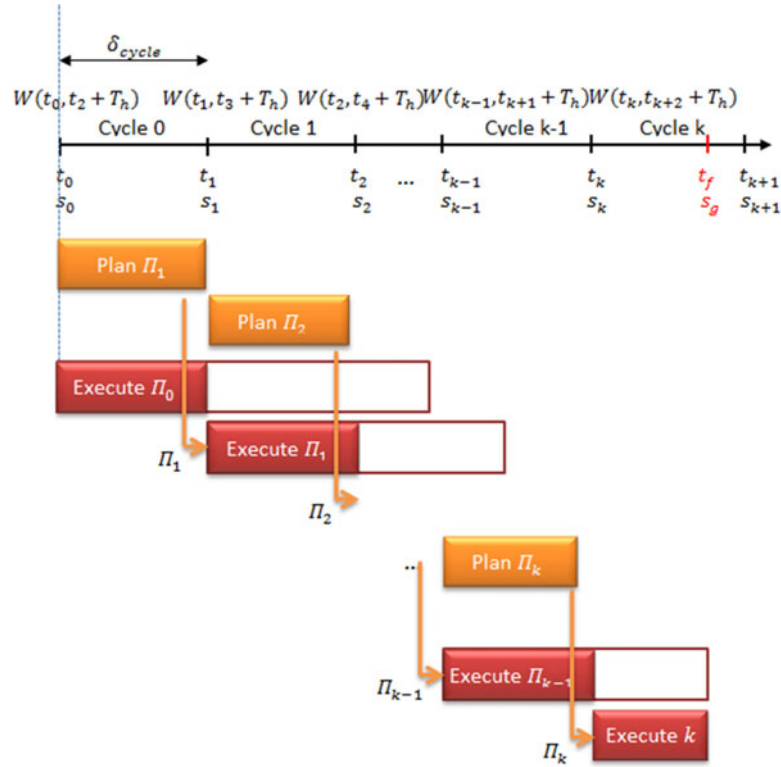 δ_cycle
W(t_0, t_2 + T_h) W(t_1, t_3 + T_h) W(t_2, t_4 + T_h) W(t_{k-1}, t_{k+1} + T_h) W(t_k, t_{k+2} + T_h)
Cycle 0 Cycle 1 Cycle k-1 Cycle k
t_0 t_1 t_2 ... t_{k-1} t_k t_f t_{k+1}
s_0 s_1 s_2 s_{k-1} s_k s_g s_{k+1}
Plan Π_1
Plan Π_2
Execute Π_0
Π_1 Execute Π_1
Π_2
... Plan Π_k
Π_{k-1} Execute Π_{k-1}
Π_k Execute k